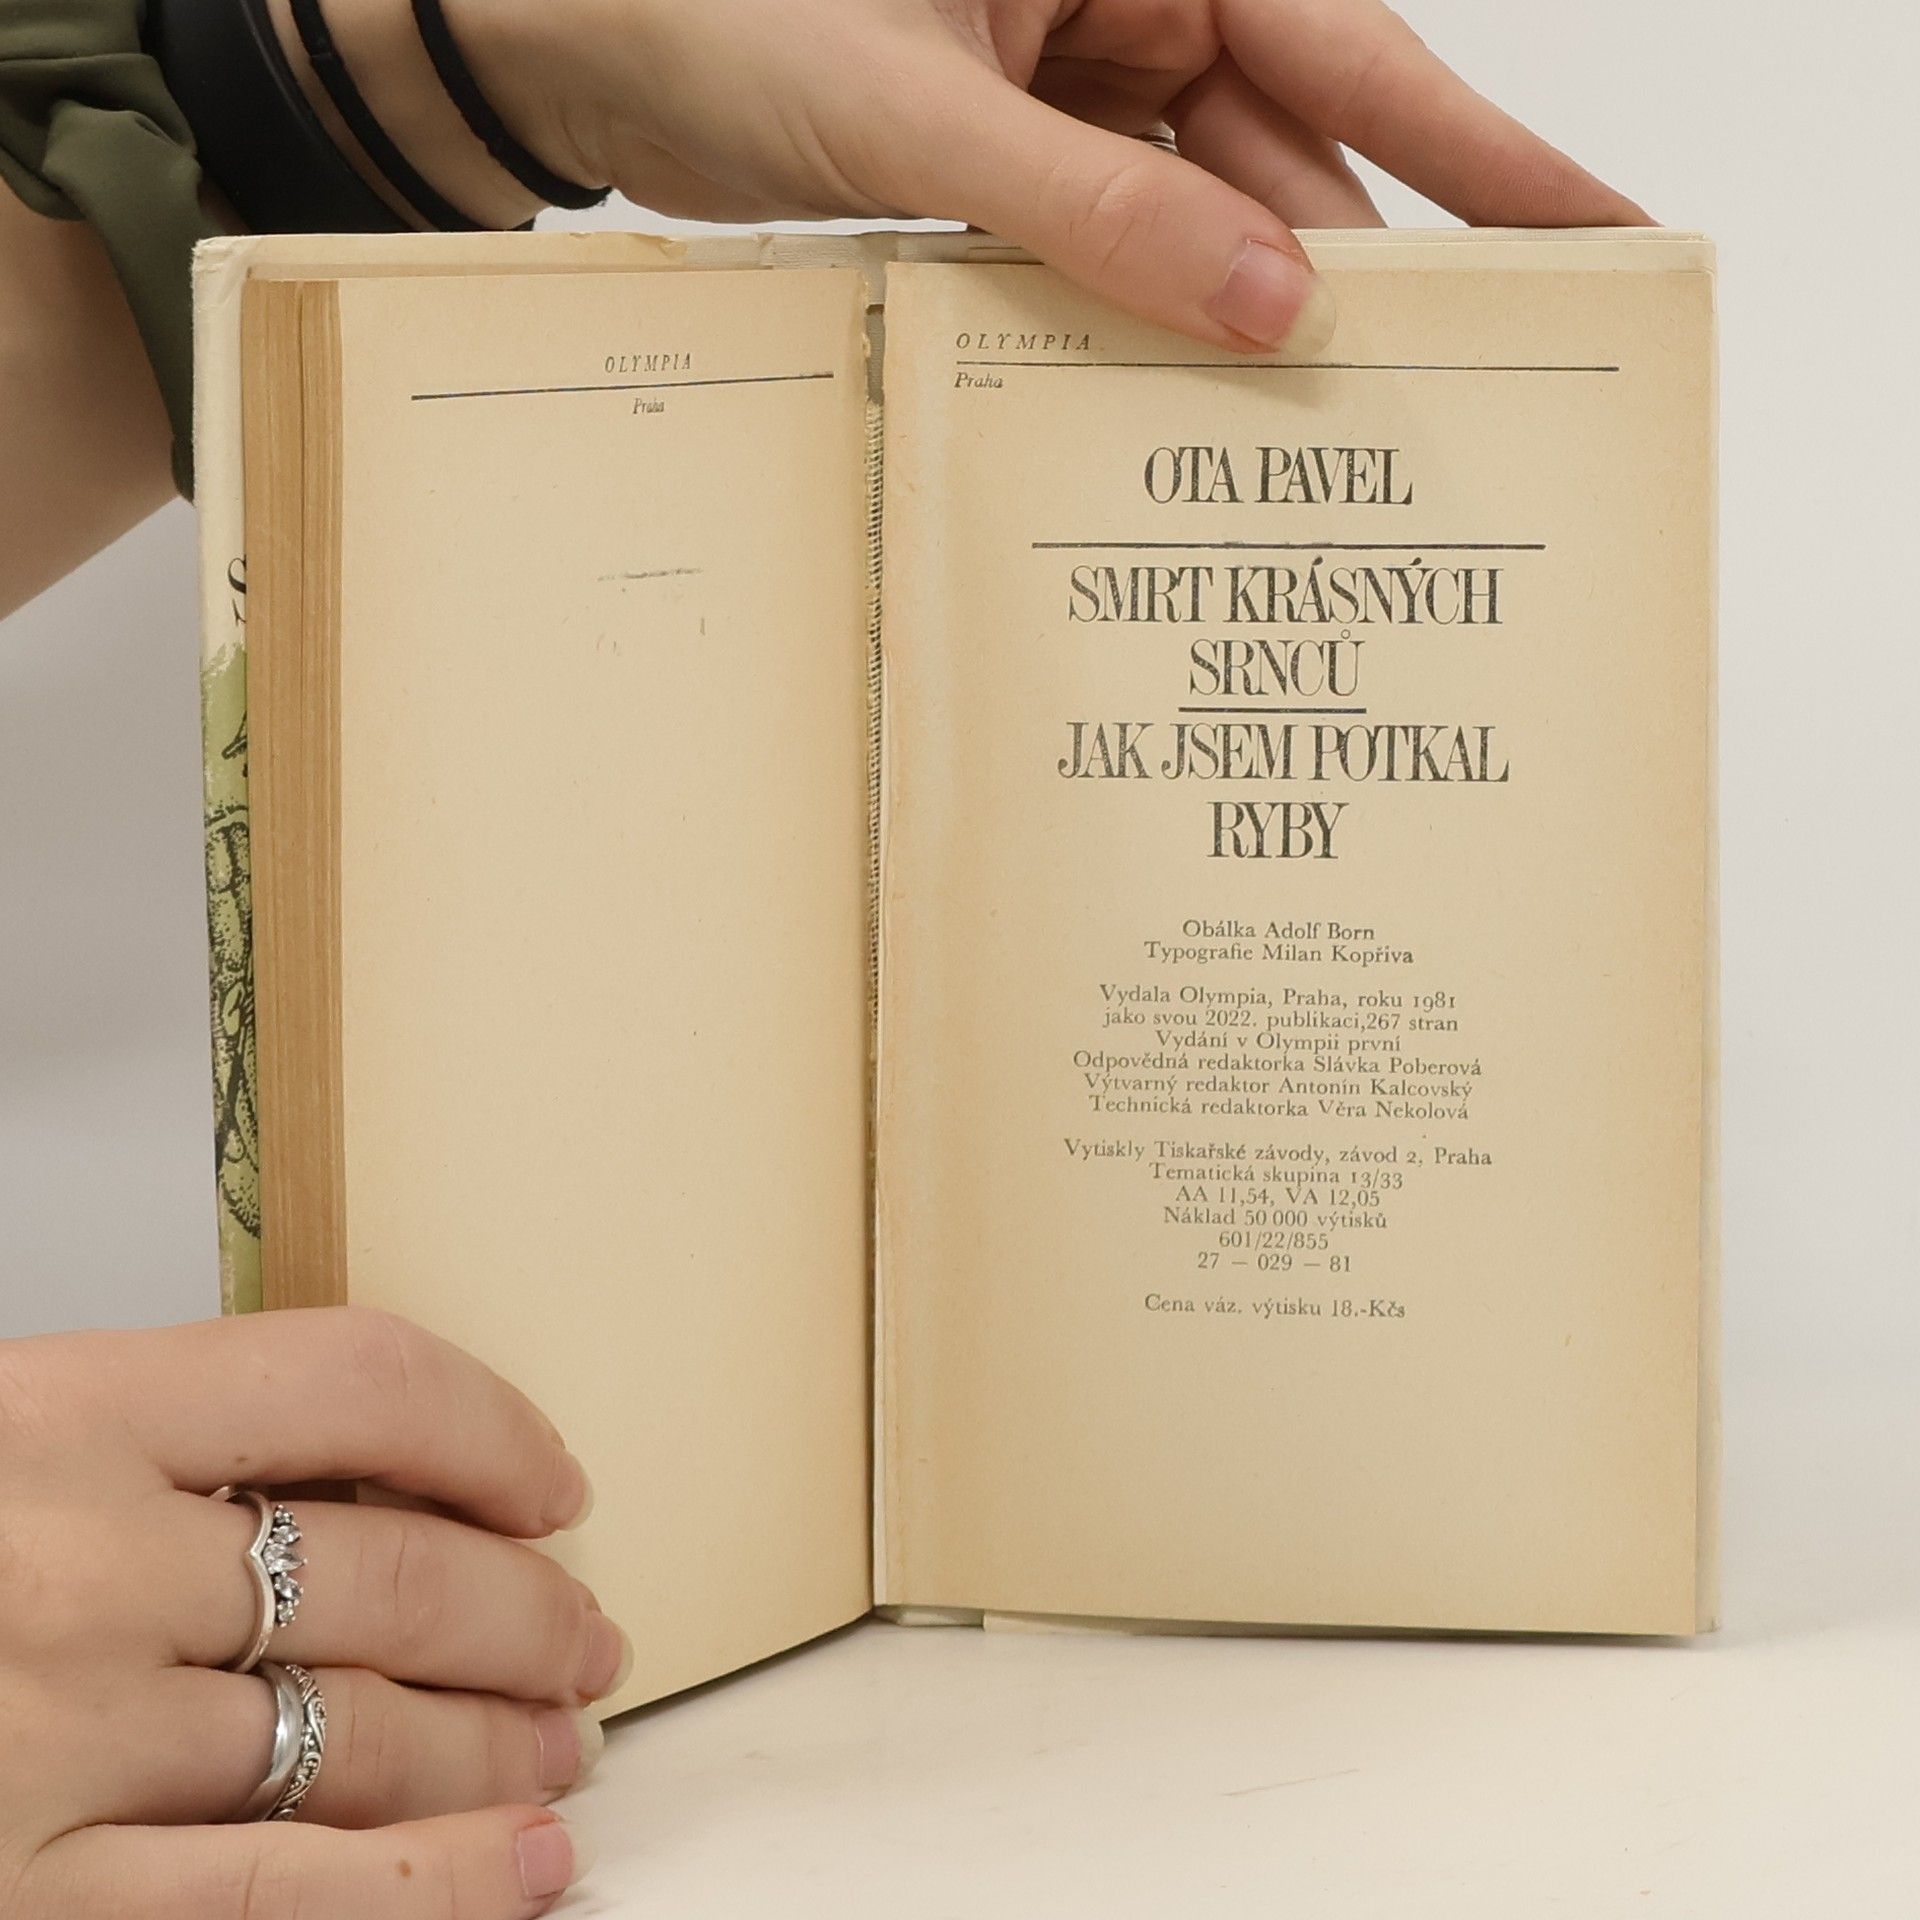 OLYMPIA
Praha
OLYMPIA
Praha
OTA PAVEL
SMRT KRÁSNÝCH
SRNCŮ
JAK JSEM POTKAL
RYBY
Obálka Adolf Born
Typografie Milan Kopřiva
Vydala Olympia, Praha, roku 1981
jako svou 2022. publikaci,267 stran
Vydání v Olympii první
Odpovědná redaktorka Slávka Poberová
Výtvarný redaktor Antonín Kalcovský
Technická redaktorka Věra Nekolová
Vytiskly Tiskařské závody, závod 2, Praha
Tematická skupina 13/33
AA 11,54, VA 12,05
Náklad 50 000 výtisků
601/22/855
27 — 029 — 81
Cena váz. výtisku 18.-Kčs